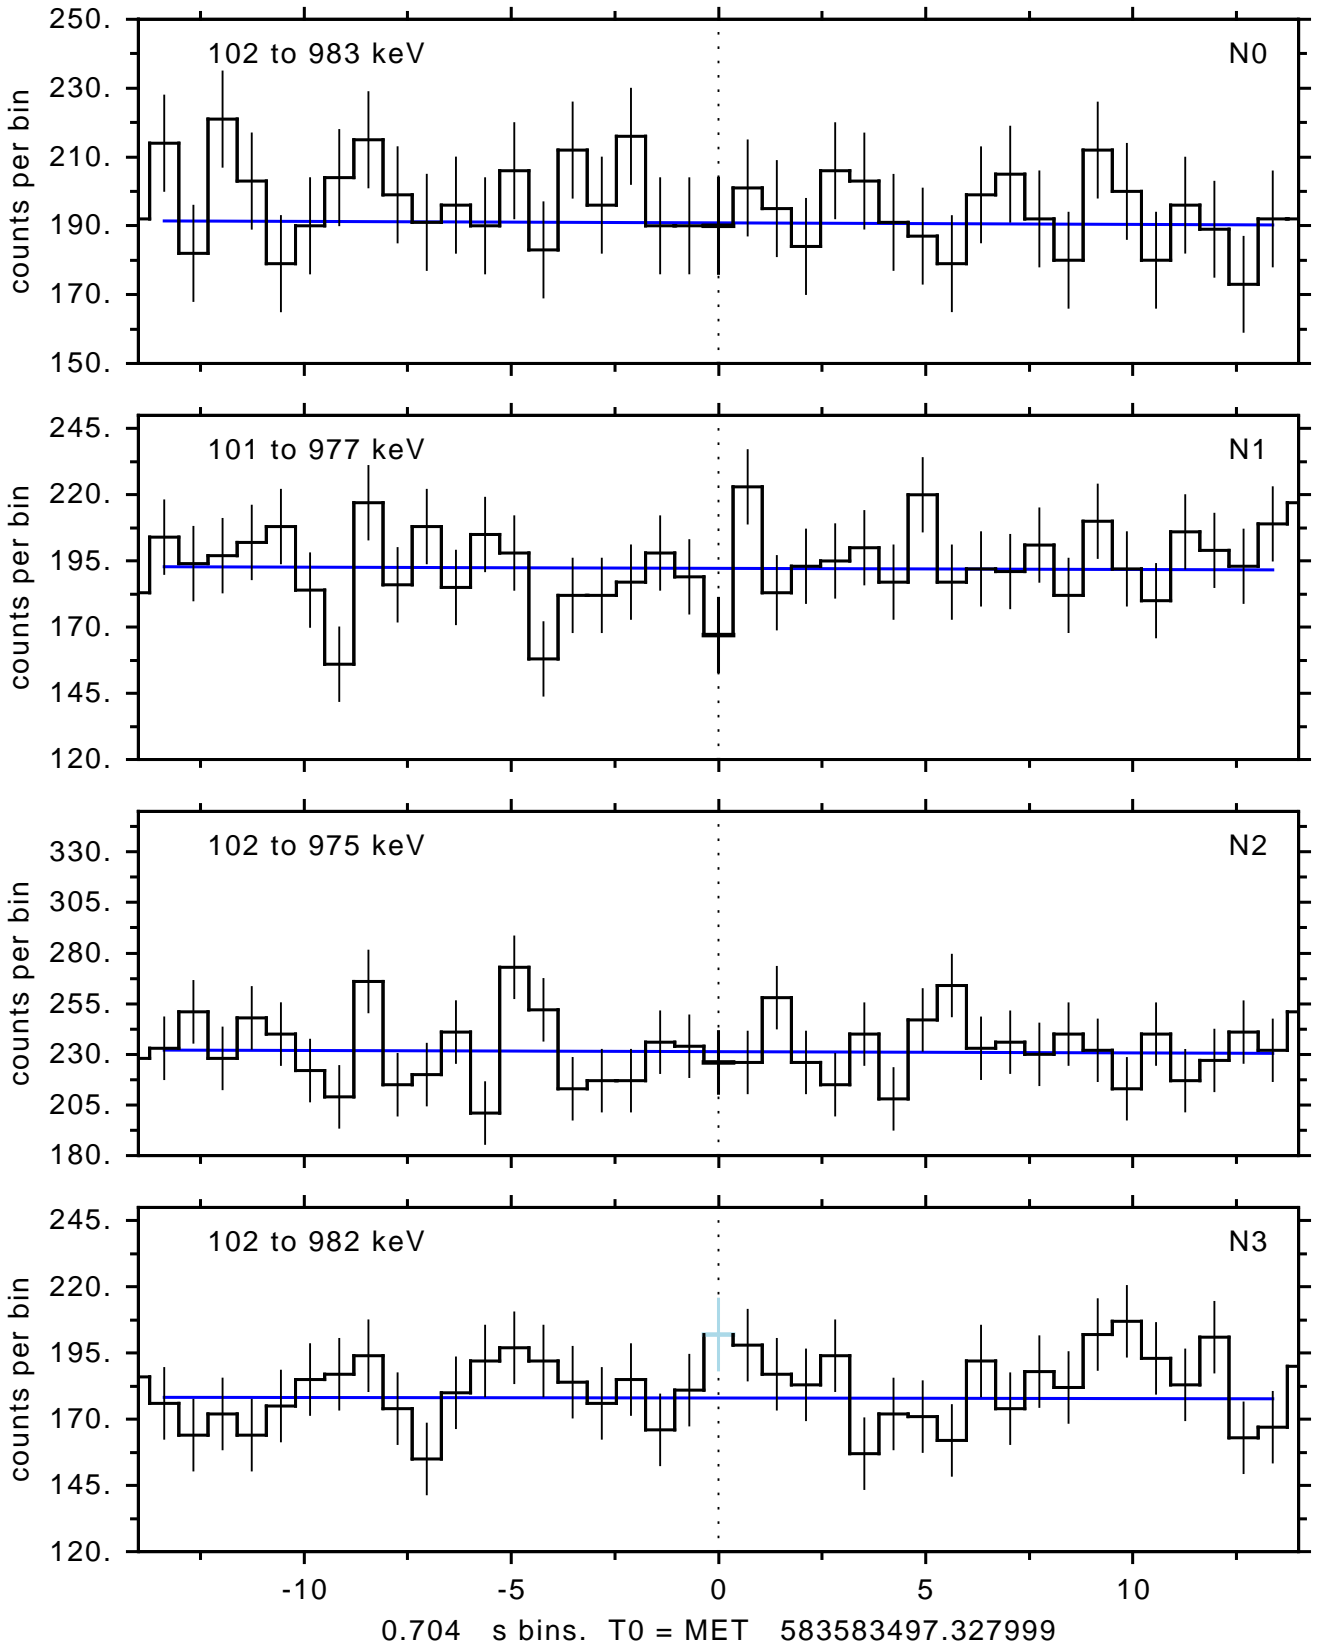 250.
102 to 983 keV
N0
230.
210.
190.
170.
150.
counts per bin
245.
101 to 977 keV
N1
220.
195.
170.
145.
120.
counts per bin
330.
102 to 975 keV
N2
305.
280.
255.
230.
205.
180.
counts per bin
245.
102 to 982 keV
N3
220.
195.
170.
145.
120.
counts per bin
-10 -5 0 5 10
0.704 s bins. T0 = MET 583583497.327999